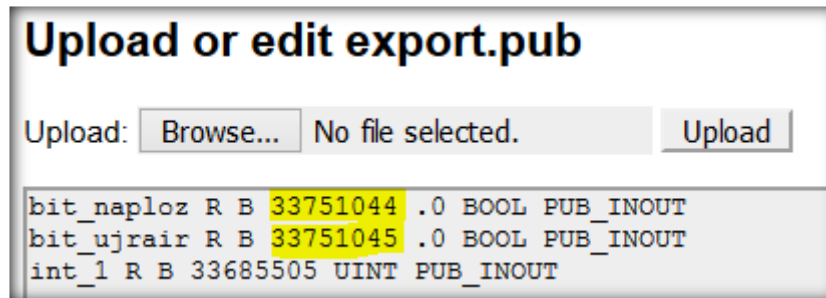 Upload or edit export.pub
Upload: Browse... No file selected. Upload
bit_naploz R B 33751044 .0 BOOL PUB_INOUT
bit_ujrair R B 33751045 .0 BOOL PUB_INOUT
int_1 R B 33685505 UINT PUB_INOUT